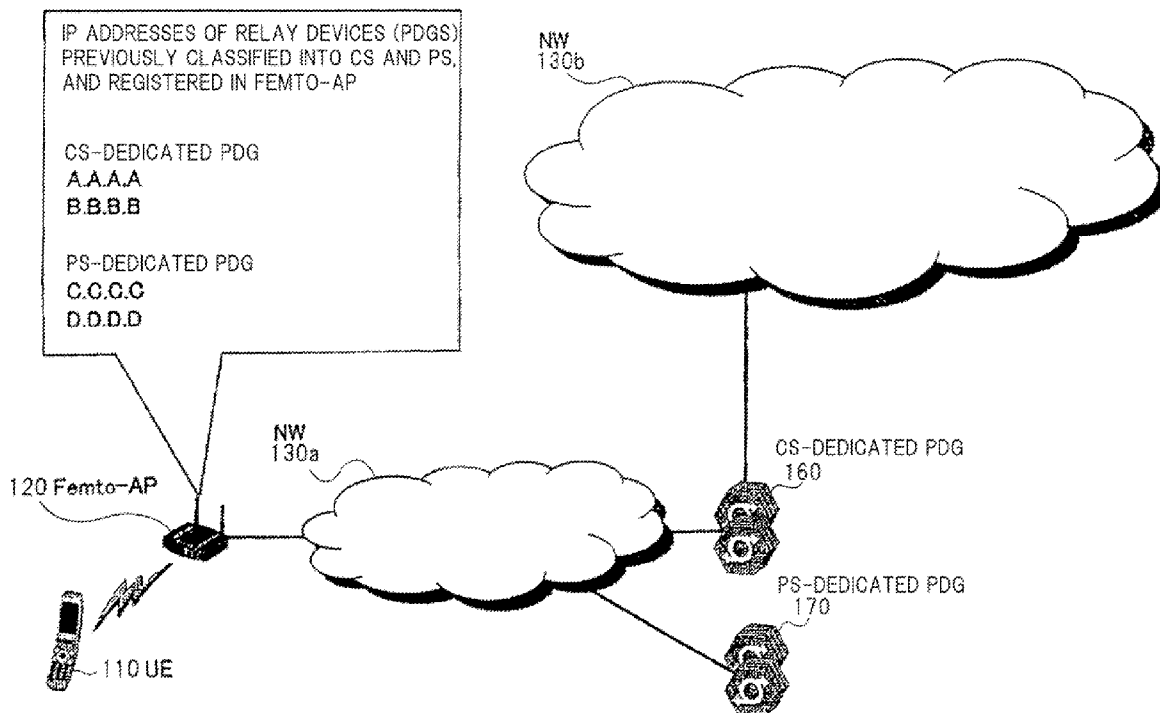 IP ADDRESSES OF RELAY DEVICES (PDGS)
PREVIOUSLY CLASSIFIED INTO CS AND PS,
AND REGISTERED IN FEMTO-AP
CS-DEDICATED PDG
A.A.A.A
B.B.B.B
PS-DEDICATED PDG
C.C.C.C
D.D.D.D
NW
130b
NW
130a
120 Femto-AP
CS-DEDICATED PDG
160
PS-DEDICATED PDG
170
110 UE